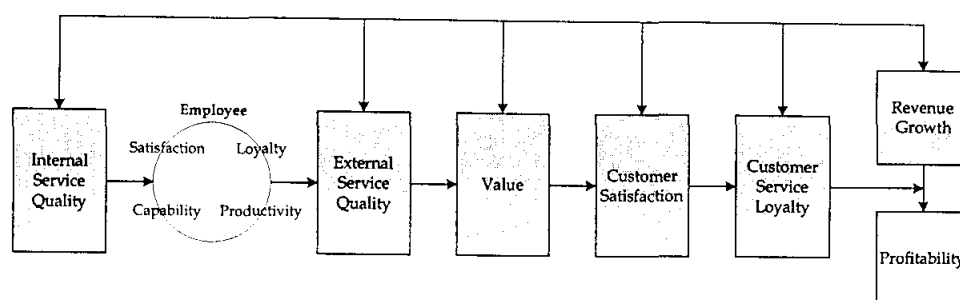 Employee
Satisfaction
Loyalty
Capability
Productivity
Internal
Service
Quality
External
Service
Quality
Value
Customer
Satisfaction
Customer
Service
Loyalty
Revenue
Growth
Profitability